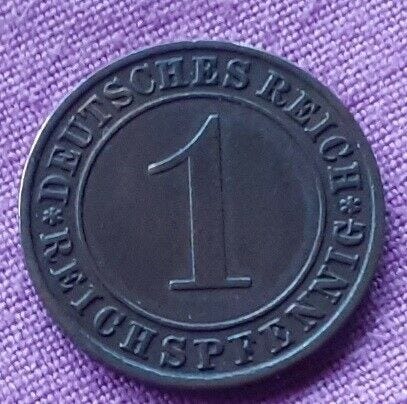 *DEUTSCHES REICH*
1
REICHSPFENNIG